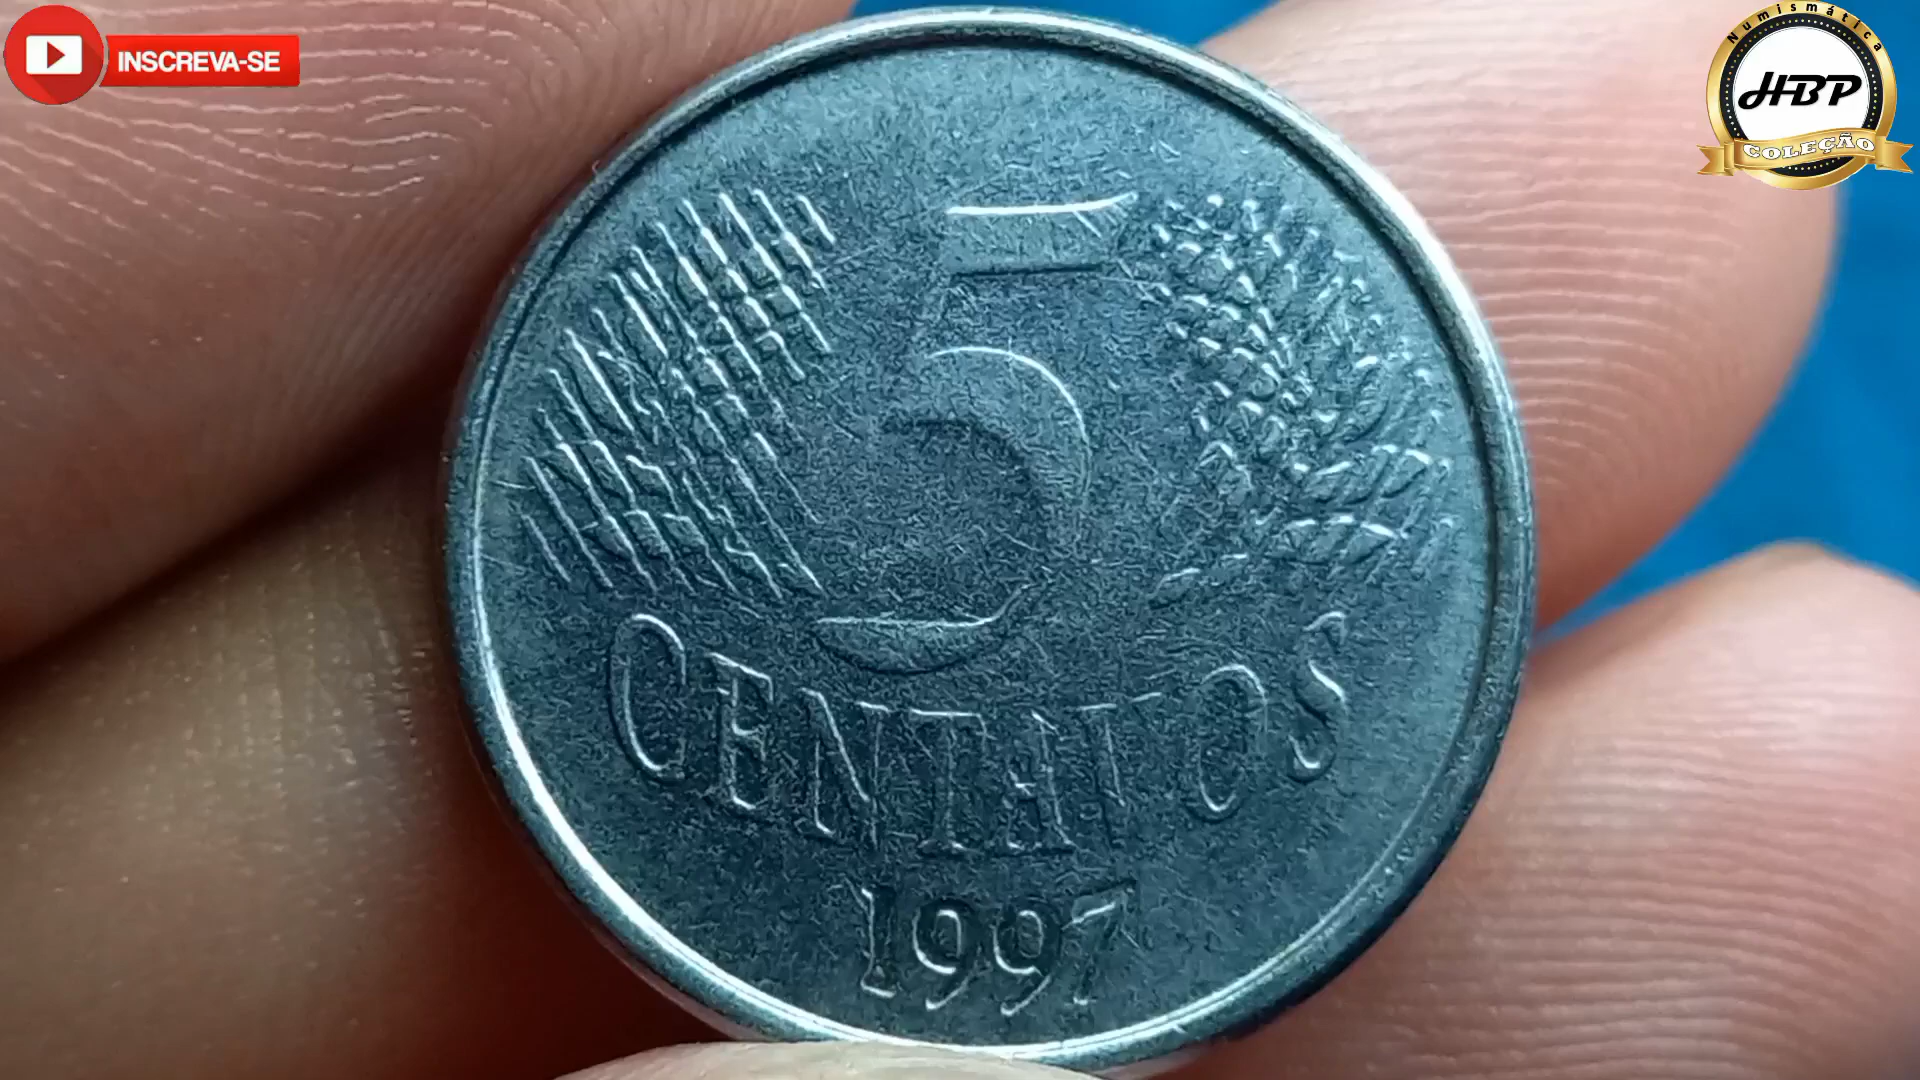 INSCREVA-SE
Numismática
HBP
COLEÇÃO
5
CENTAVOS
1997